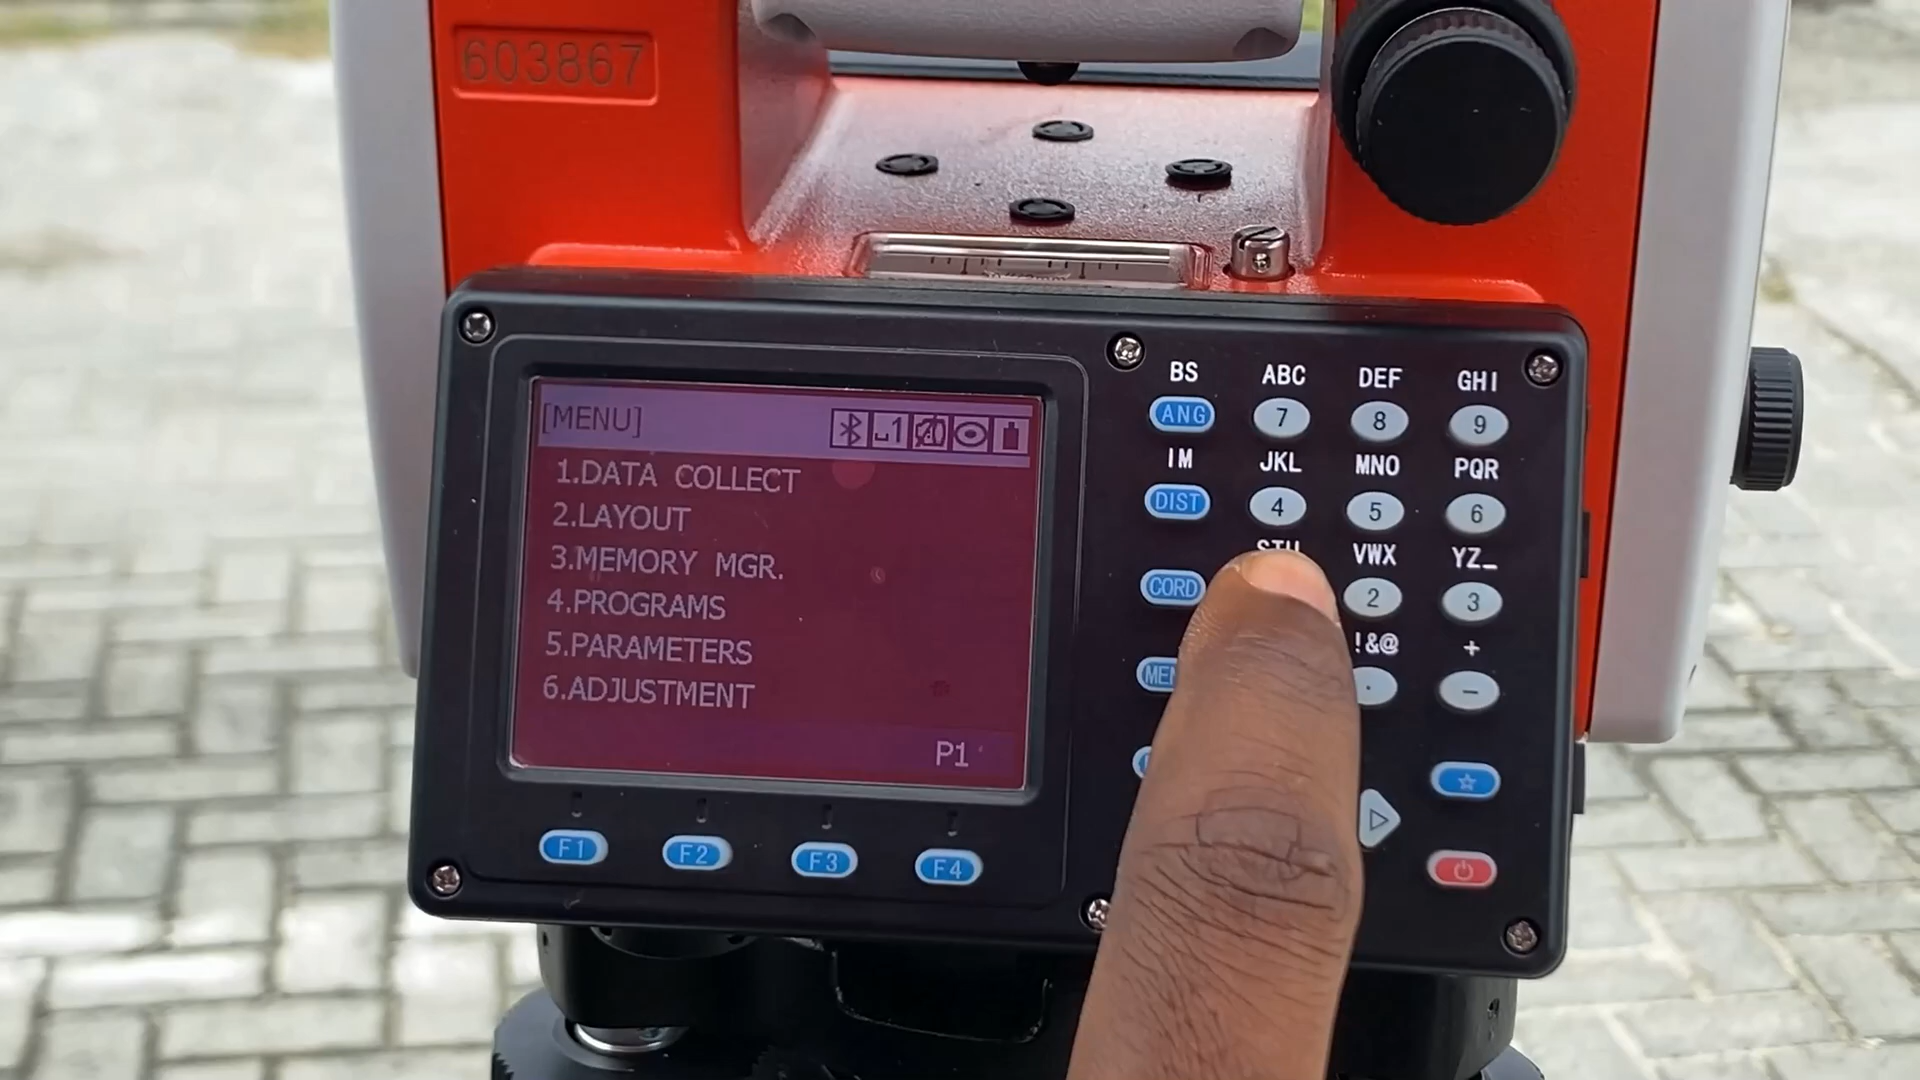 603867
[MENU]
1.DATA COLLECT
2.LAYOUT
3.MEMORY MGR.
4.PROGRAMS
5.PARAMETERS
6.ADJUSTMENT
P1
F1 F2 F3 F4
BS ABC DEF GHI
ANG 7 8 9
IM JKL MNO PQR
DIST 4 5 6
STU VWX YZ_
CORD 2 3
!&@ +
MEN . -